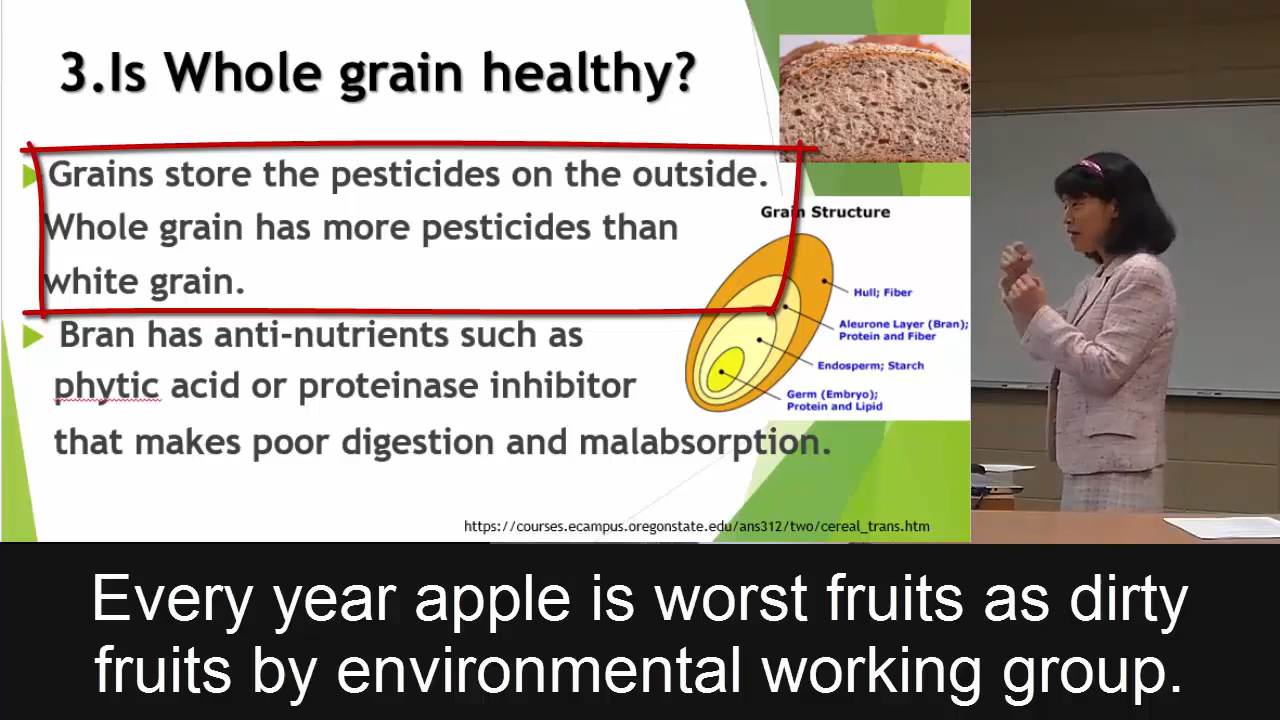 3.Is Whole grain healthy?
Grains store the pesticides on the outside.
Whole grain has more pesticides than
white grain.
Bran has anti-nutrients such as
phytic acid or proteinase inhibitor
that makes poor digestion and malabsorption.
Grain Structure
Hull; Fiber
Aleurone Layer (Bran);
Protein and Fiber
Endosperm; Starch
Germ (Embryo);
Protein and Lipid
https://courses.ecampus.oregonstate.edu/ans312/two/cereal_trans.htm
Every year apple is worst fruits as dirty
fruits by environmental working group.